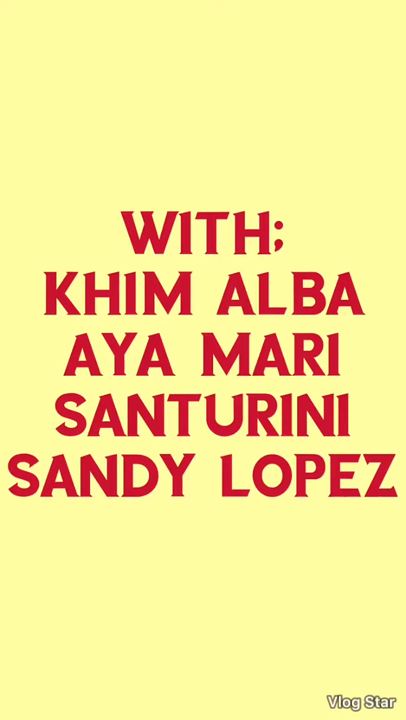 WITH;
KHIM ALBA
AYA MARI
SANTURINI
SANDY LOPEZ
Vlog Star